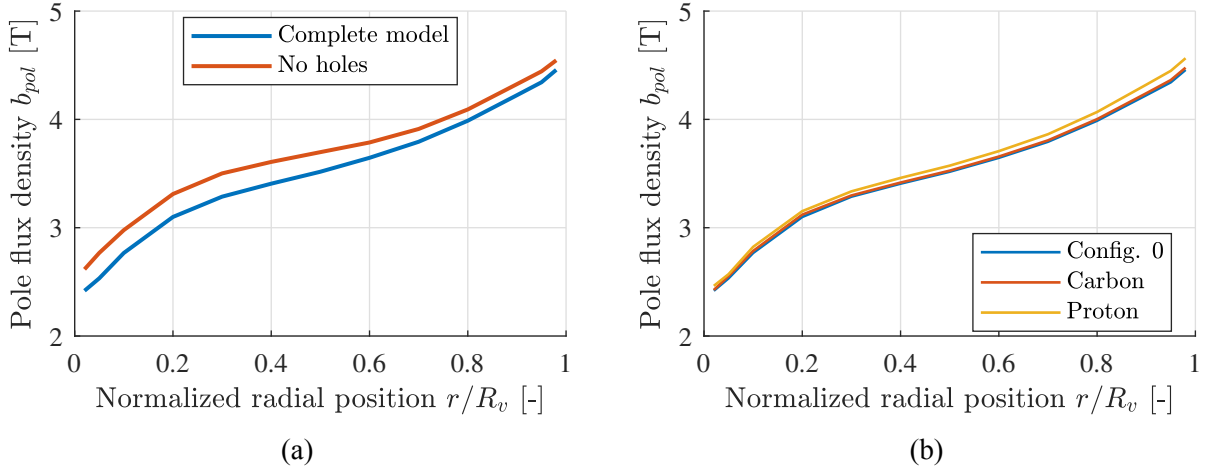 Pole flux density b_pol [T]
5
4
3
2
Complete model
No holes
0 0.2 0.4 0.6 0.8 1
Normalized radial position r/R_v [-]
(a)
Pole flux density b_pol [T]
5
4
3
2
Config. 0
Carbon
Proton
0 0.2 0.4 0.6 0.8 1
Normalized radial position r/R_v [-]
(b)